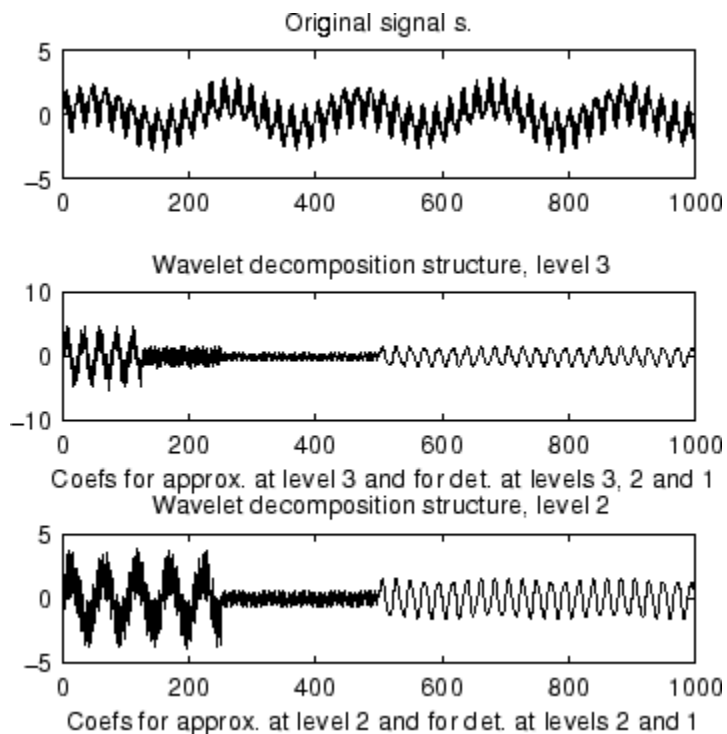 Original signal s.
5
0
−5
0 200 400 600 800 1000
Wavelet decomposition structure, level 3
10
0
−10
0 200 400 600 800 1000
Coefs for approx. at level 3 and for det. at levels 3, 2 and 1
Wavelet decomposition structure, level 2
5
0
−5
0 200 400 600 800 1000
Coefs for approx. at level 2 and for det. at levels 2 and 1